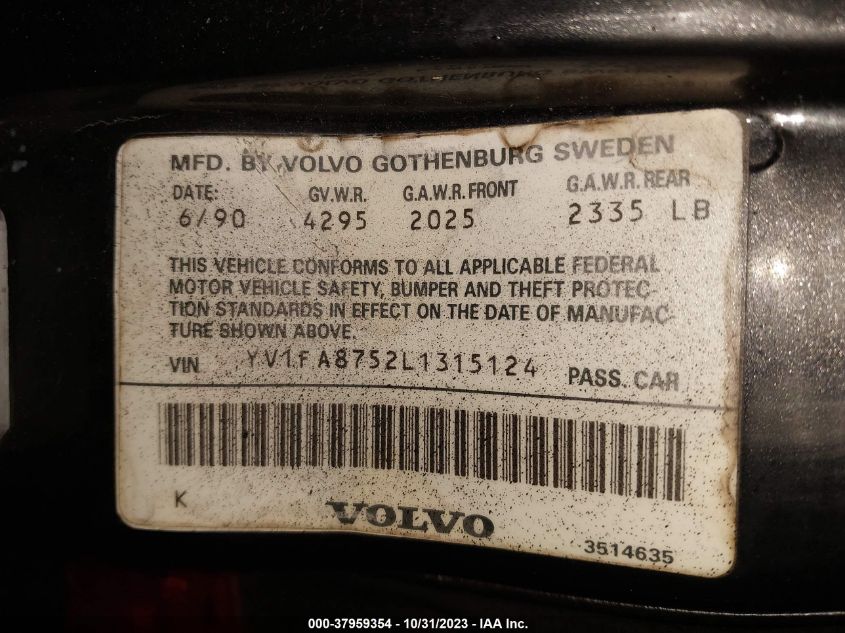 MFD. BY VOLVO GOTHENBURG SWEDEN
DATE: GV.W.R. G.A.W.R. FRONT G.A.W.R. REAR
6/90 4295 2025 2335 LB
THIS VEHICLE CONFORMS TO ALL APPLICABLE FEDERAL
MOTOR VEHICLE SAFETY, BUMPER AND THEFT PROTEC-
TION STANDARDS IN EFFECT ON THE DATE OF MANUFAC-
TURE SHOWN ABOVE.
VIN YV1FA8752L1315124 PASS. CAR
K VOLVO 3514635
000-37959354 - 10/31/2023 - IAA Inc.